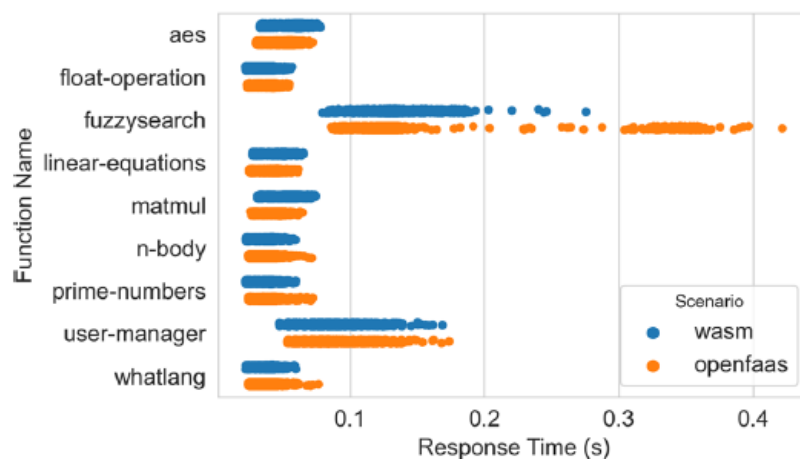 Function Name
aes
float-operation
fuzzysearch
linear-equations
matmul
n-body
prime-numbers
user-manager
whatlang
Scenario
wasm
openfaas
0.1 0.2 0.3 0.4
Response Time (s)